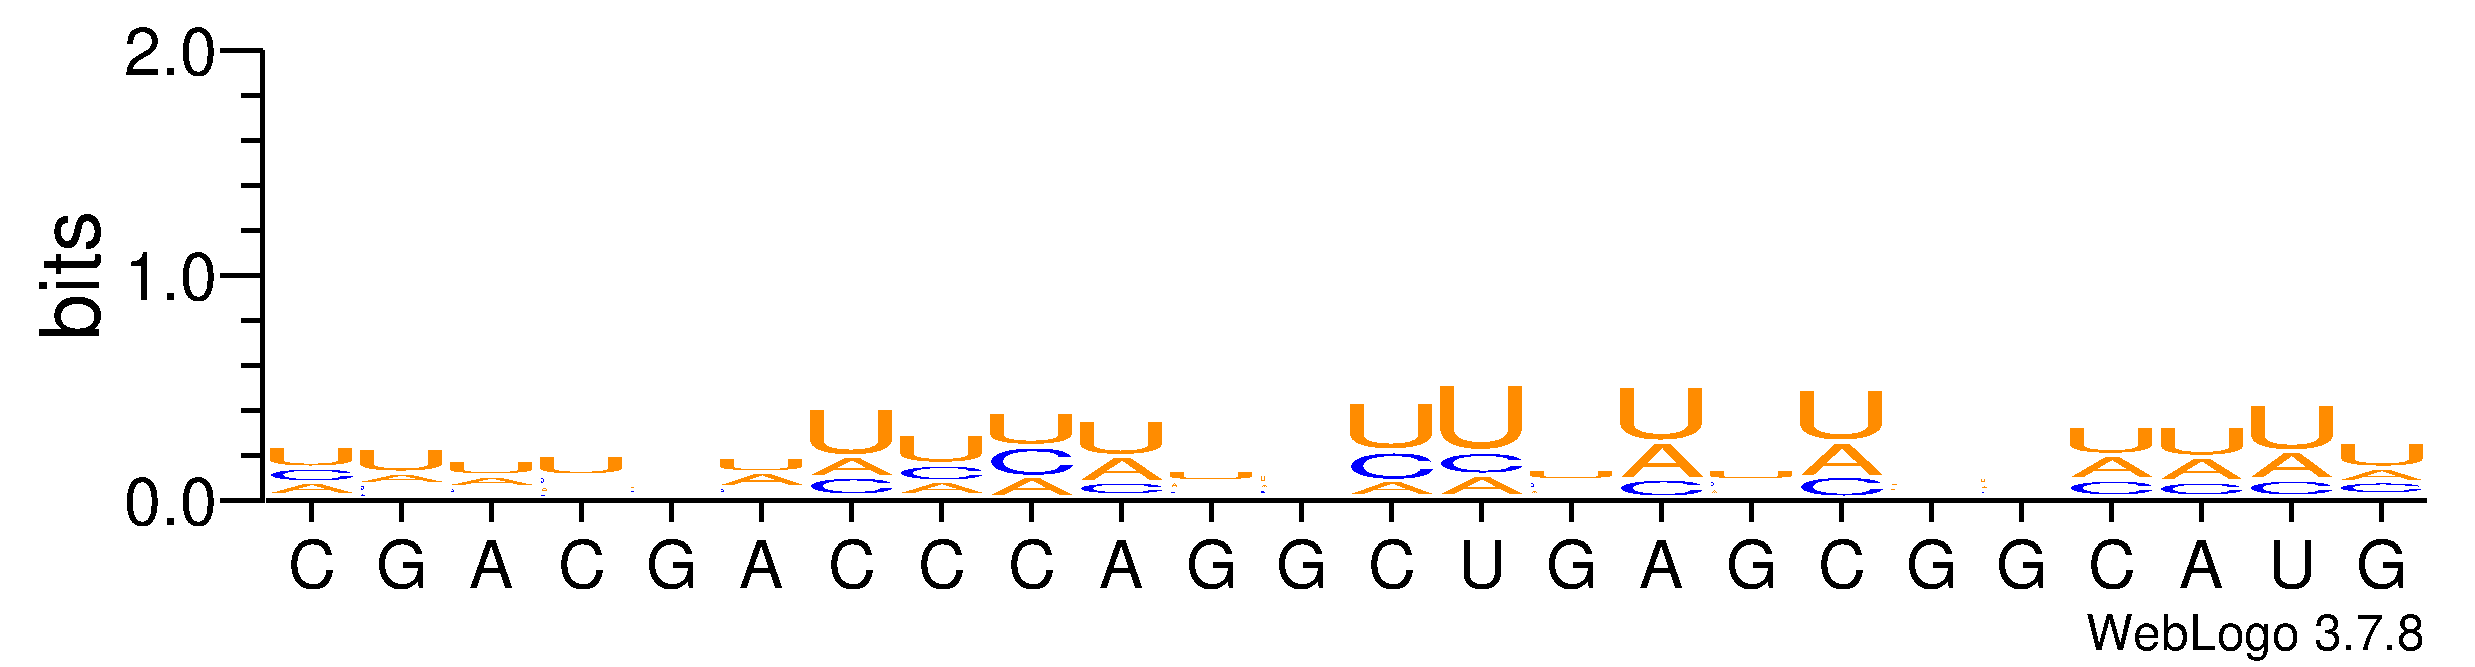 2.0
1.0
0.0
bits
U U U U U U U U U U U U U U U U U U U U
C A A A A C C A C C A A A A A A
A C A C A A C A A C C C C C C
C G A C G A C C C A G G C U G A G C G G C A U G
WebLogo 3.7.8